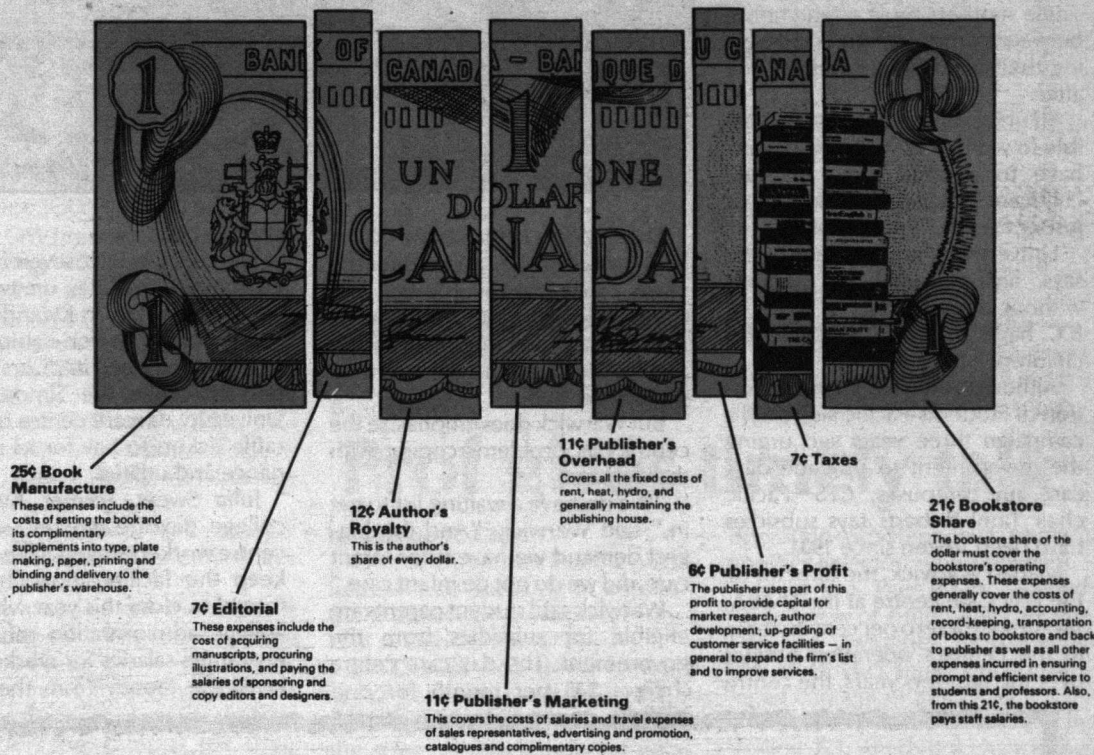 BANK OF CANADA – BANQUE DU CANADA
1
1
1
UN 1 ONE
DOLLAR
CANADA
1
1
25¢ Book
Manufacture
These expenses include the
costs of setting the book and
its complimentary
supplements into type, plate
making, paper, printing and
binding and delivery to the
publisher's warehouse.
7¢ Editorial
These expenses include the
cost of acquiring
manuscripts, procuring
illustrations, and paying the
salaries of sponsoring and
copy editors and designers.
12¢ Author's
Royalty
This is the author's
share of every dollar.
11¢ Publisher's Marketing
This covers the costs of salaries and travel expenses
of sales representatives, advertising and promotion,
catalogues and complimentary copies.
11¢ Publisher's
Overhead
Covers all the fixed costs of
rent, heat, hydro, and
generally maintaining the
publishing house.
6¢ Publisher's Profit
The publisher uses part of this
profit to provide capital for
market research, author
development, up-grading of
customer service facilities — in
general to expand the firm's list
and to improve services.
7¢ Taxes
21¢ Bookstore
Share
The bookstore share of the
dollar must cover the
bookstore's operating
expenses. These expenses
generally cover the costs of
rent, heat, hydro, accounting,
record-keeping, transportation
of books to bookstore and back
to publisher as well as all other
expenses incurred in ensuring
prompt and efficient service to
students and professors. Also,
from this 21¢, the bookstore
pays staff salaries.